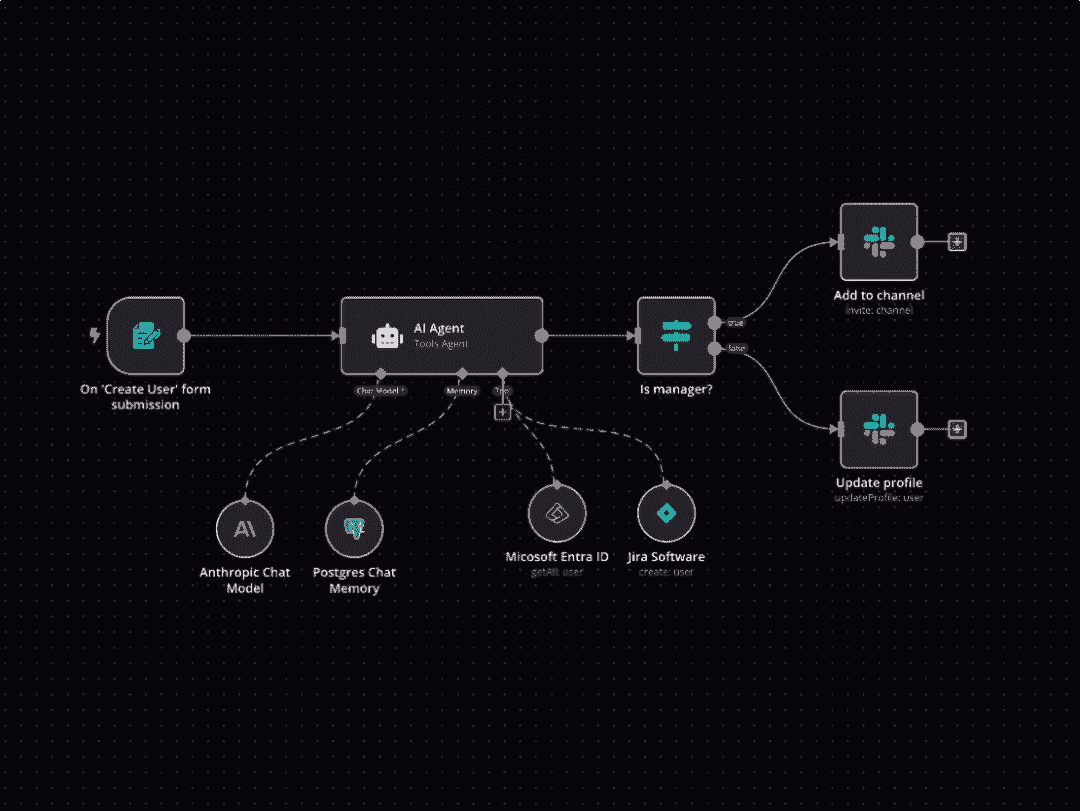 Add to channel
invite: channel
true
On 'Create User' form
submission
AI Agent
Tools Agent
Chat Model *
Memory
Is manager?
false
Update profile
updateProfile: user
Anthropic Chat
Model
Postgres Chat
Memory
Micosoft Entra ID
getAll: user
Jira Software
create: user